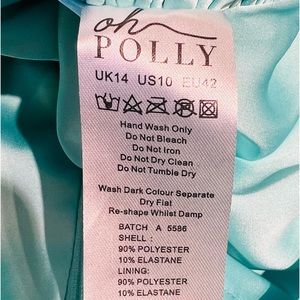 oh
POLLY
UK14 US10 EU42
Hand Wash Only
Do Not Bleach
Do Not Iron
Do Not Dry Clean
Do Not Tumble Dry
Wash Dark Colour Separate
Dry Flat
Re-shape Whilst Damp
BATCH A 5586
SHELL :
90% POLYESTER
10% ELASTANE
LINING:
90% POLYESTER
10% ELASTANE